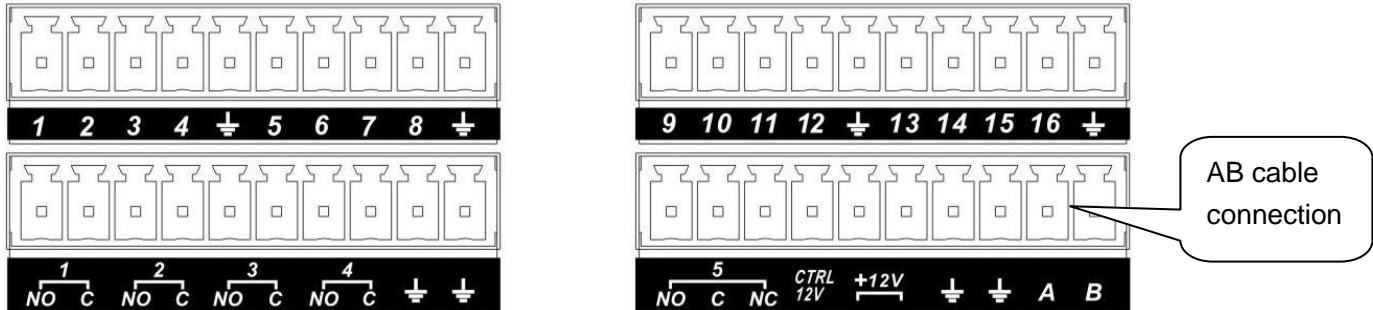 1 2 3 4 ⏚ 5 6 7 8 ⏚
9 10 11 12 ⏚ 13 14 15 16 ⏚
AB cable
connection
1 2 3 4
NO C NO C NO C NO C ⏚ ⏚
5
NO C NC CTRL 12V +12V ⏚ ⏚ A B